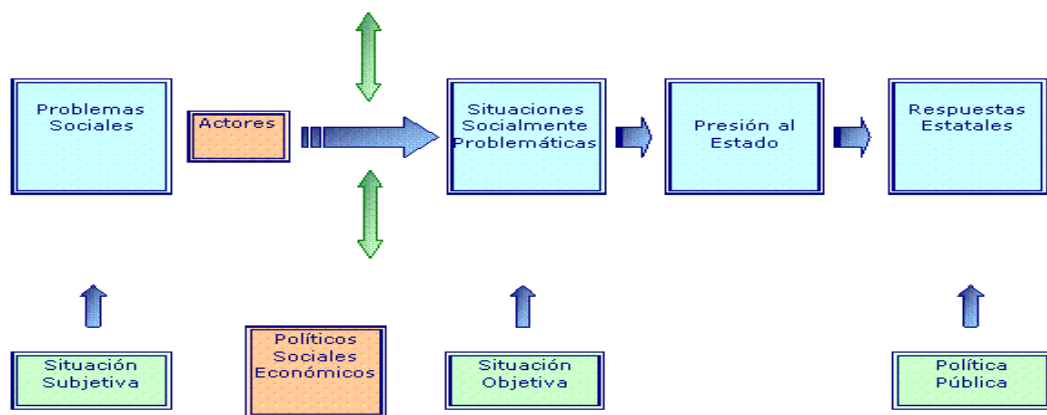 Problemas
Sociales
Actores
Situaciones
Socialmente
Problemáticas
Presión al
Estado
Respuestas
Estatales
Situación
Subjetiva
Políticos
Sociales
Económicos
Situación
Objetiva
Política
Pública